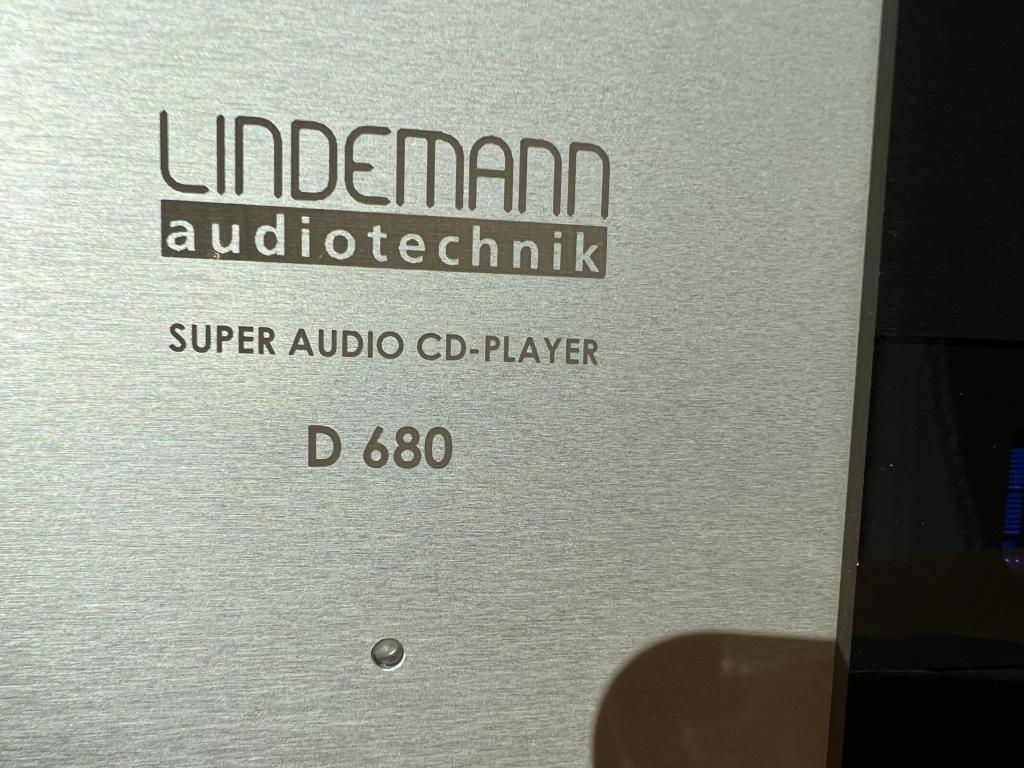 LINDEMANN
audiotechnik
SUPER AUDIO CD-PLAYER
D 680